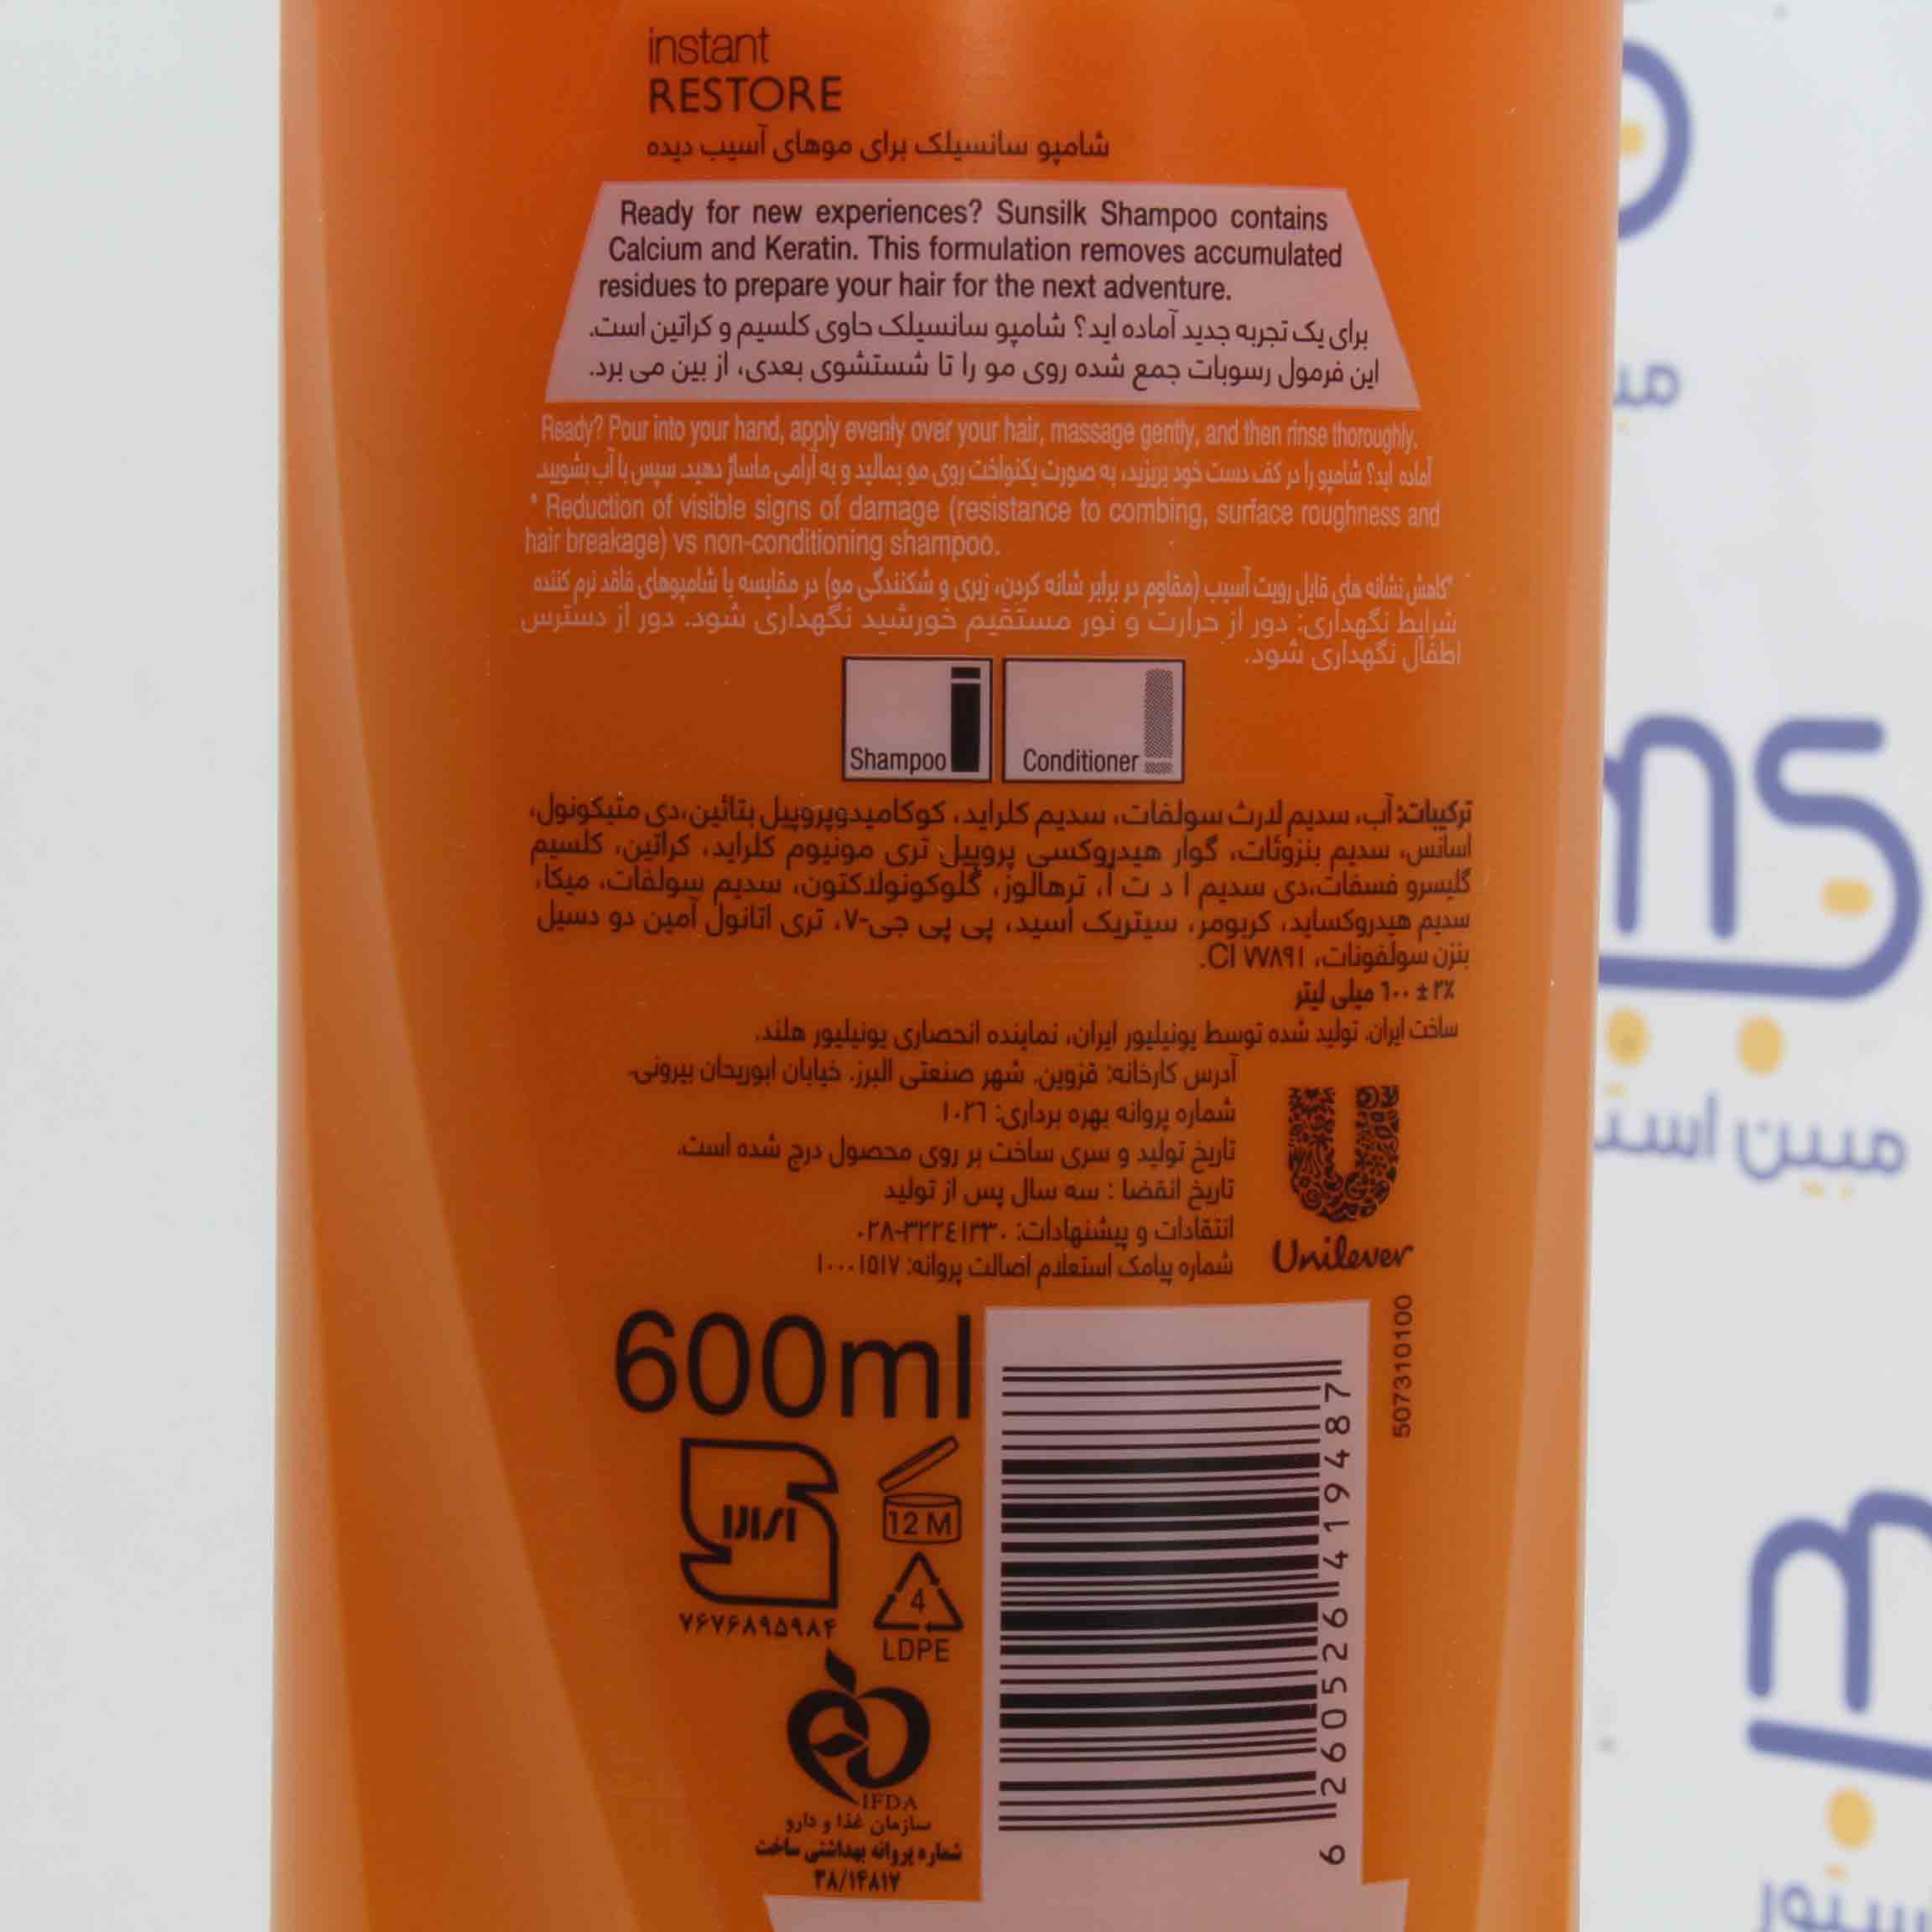 instant
RESTORE
شامپو سانسیلک برای موهای آسیب دیده
Ready for new experiences? Sunsilk Shampoo contains
Calcium and Keratin. This formulation removes accumulated
residues to prepare your hair for the next adventure.
برای یک تجربه جدید آماده اید؟ شامپو سانسیلک حاوی کلسیم و کراتین است.
این فرمول رسوبات جمع شده روی مو را تا شستشوی بعدی، از بین می برد.
Ready? Pour into your hand, apply evenly over your hair, massage gently, and then rinse thoroughly.
آماده اید؟ شامپو را در کف دست خود بریزید، به صورت یکنواخت روی مو بمالید و به آرامی ماساژ دهید. سپس با آب بشویید.
* Reduction of visible signs of damage (resistance to combing, surface roughness and
hair breakage) vs non-conditioning shampoo.
*کاهش نشانه های قابل رویت آسیب (مقاوم در برابر شانه کردن، زبری و شکنندگی مو) در مقایسه با شامپوهای فاقد نرم کننده
شرایط نگهداری: دور از حرارت و نور مستقیم خورشید نگهداری شود. دور از دسترس
اطفال نگهداری شود.
Shampoo
Conditioner
ترکیبات: آب، سدیم لارث سولفات، سدیم کلراید، کوکامیدوپروپیل بتائین،دی متیکونول،
اسانس، سدیم بنزوئات، گوار هیدروکسی پروپیل تری مونیوم کلراید، کراتین، کلسیم
گلیسرو فسفات،دی سدیم ا د ت آ، ترهالوز، گلوکونولاکتون، سدیم سولفات، میکا،
سدیم هیدروکساید، کربومر، سیتریک اسید، پی پی جی-۷، تری اتانول آمین دو دسیل
بنزن سولفونات، CI ۷۷۸۹۱.
۶۰۰ ± ۲٪ میلی لیتر
ساخت ایران. تولید شده توسط یونیلیور ایران، نماینده انحصاری یونیلیور هلند.
آدرس کارخانه: قزوین. شهر صنعتی البرز. خیابان ابوریحان بیرونی.
شماره پروانه بهره برداری: ۱۰۲۶
تاریخ تولید و سری ساخت بر روی محصول درج شده است.
تاریخ انقضا : سه سال پس از تولید
انتقادات و پیشنهادات: ۰۲۸-۳۲۲٤۱۳۳۰
شماره پیامک استعلام اصالت پروانه: ۱۰۰۰۱۵۱۷
Unilever
507310100
600ml
12 M
4
LDPE
۷۶۷۶۸۹۵۹۸۴
6 260526 419487
IFDA
سازمان غذا و دارو
شماره پروانه بهداشتی ساخت
۳۸/۱۴۸۱۷
ms
مبین